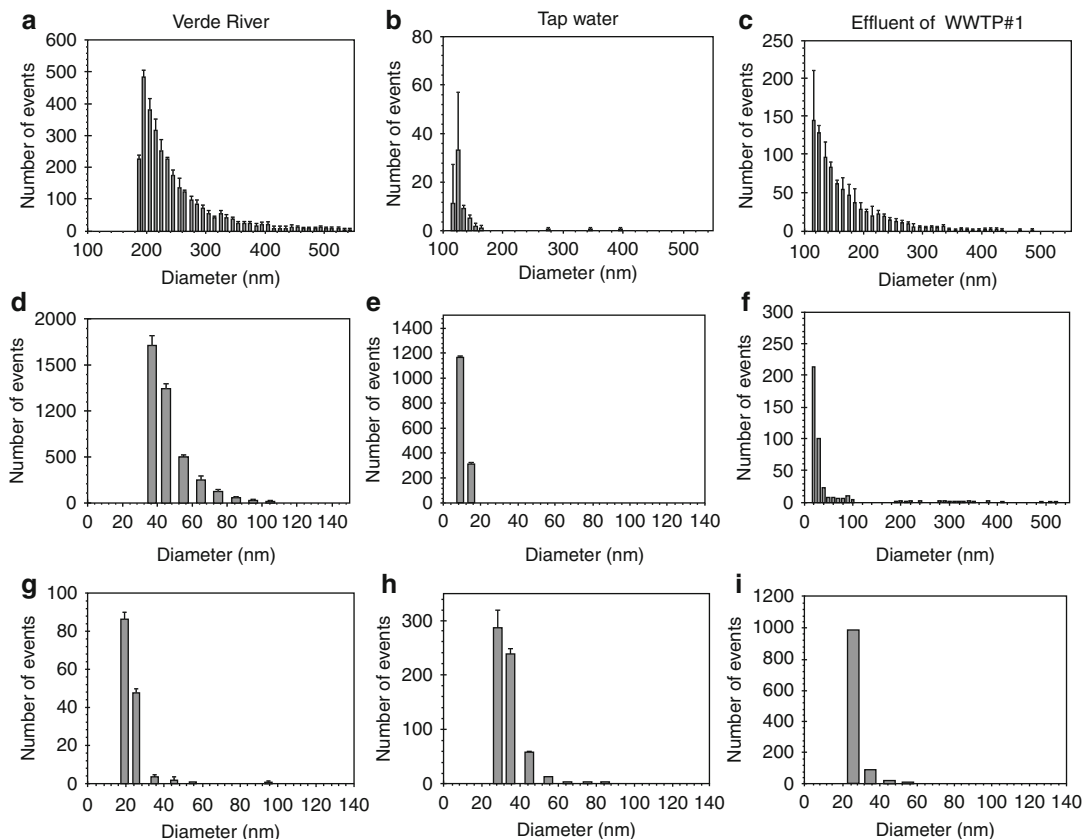 a
Verde River
Number of events
600
500
400
300
200
100
0
100 200 300 400 500
Diameter (nm)
b
Tap water
Number of events
80
60
40
20
0
100 200 300 400 500
Diameter (nm)
c
Effluent of WWTP#1
Number of events
250
200
150
100
50
0
100 200 300 400 500
Diameter (nm)
d
Number of events
2000
1500
1200
500
0
0 20 40 60 80 100 120 140
Diameter (nm)
e
Number of events
1400
1200
1000
800
600
400
200
0
0 20 40 60 80 100 120 140
Diameter (nm)
f
Number of events
300
250
200
150
100
50
0
0 100 200 300 400 500
Diameter (nm)
g
Number of events
100
80
60
40
20
0
0 20 40 60 80 100 120 140
Diameter (nm)
h
Number of events
300
200
100
0
0 20 40 60 80 100 120 140
Diameter (nm)
i
Number of events
1200
1000
800
600
400
200
0
0 20 40 60 80 100 120 140
Diameter (nm)